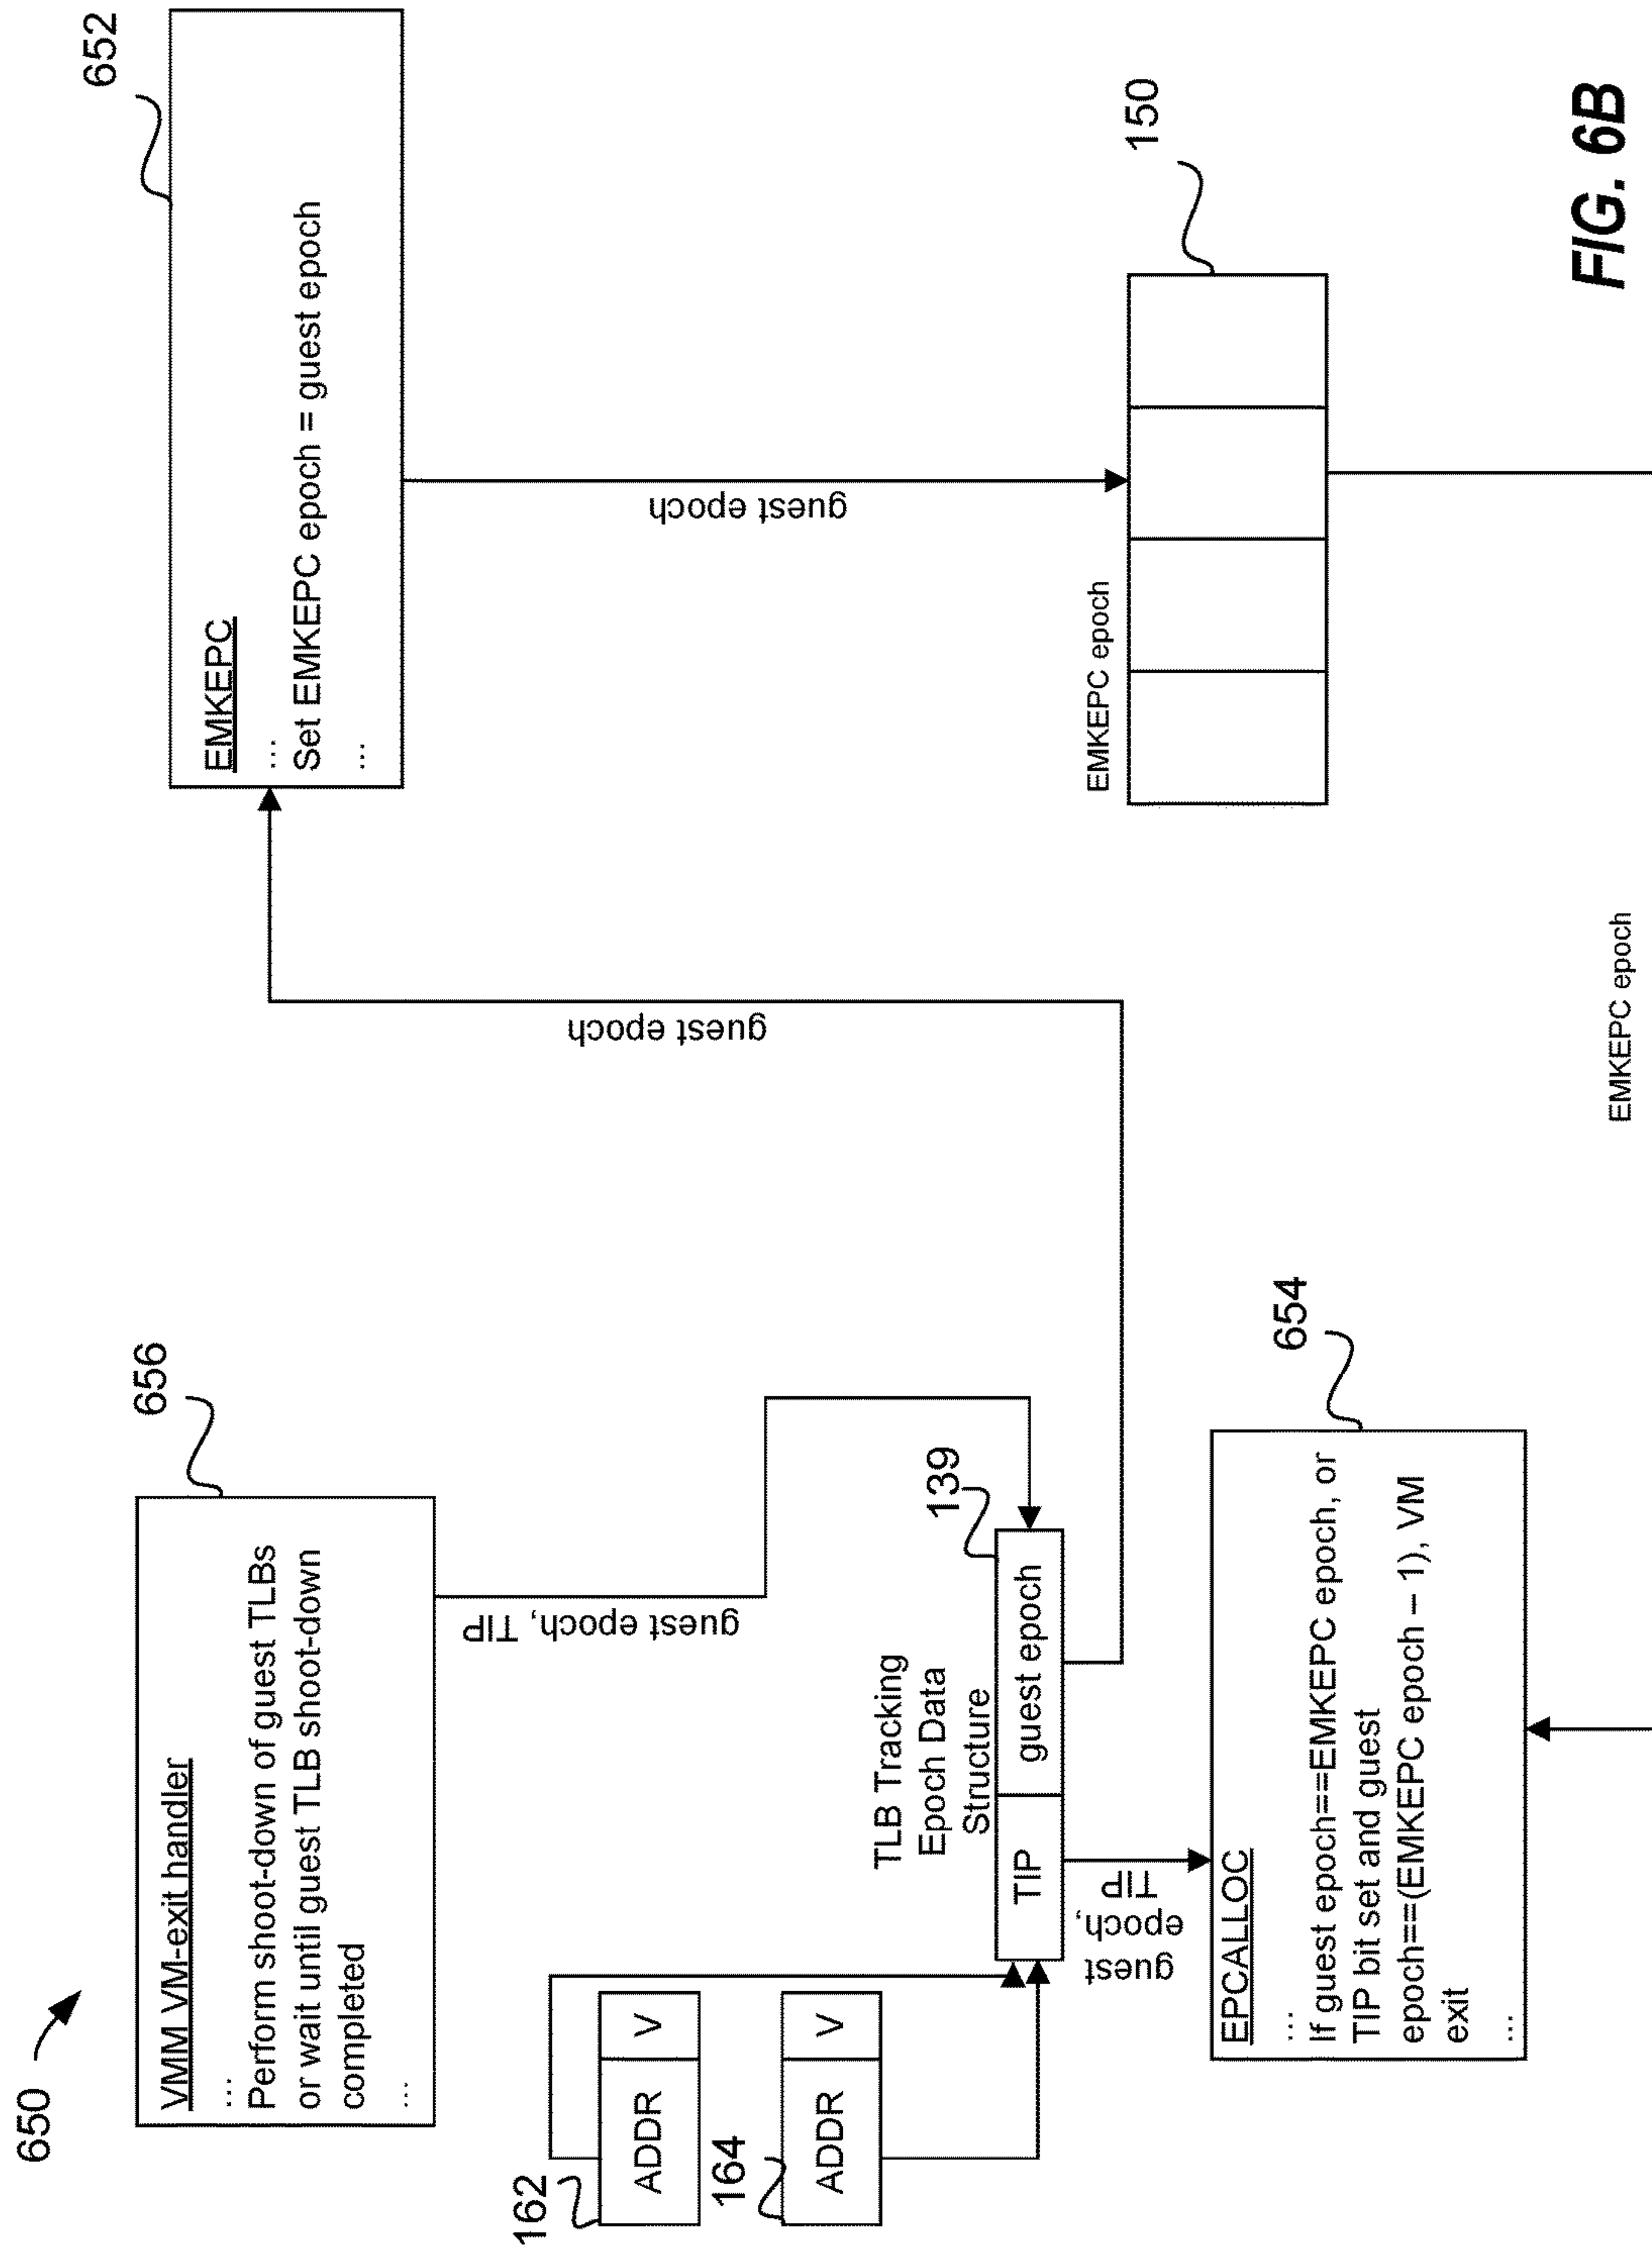 650
VMM VM-exit handler
...
Perform shoot-down of guest TLBs
or wait until guest TLB shoot-down
completed
...
656
EMKEPC
...
Set EMKEPC epoch = guest epoch
...
652
guest epoch, TIP
guest epoch
guest epoch
162
ADDR
V
164
ADDR
V
TLB Tracking
Epoch Data
Structure
139
TIP
guest epoch
guest
epoch,
TIP
EMKEPC epoch
150
EPCALLOC
...
If guest epoch==EMKEPC epoch, or
TIP bit set and guest
epoch==(EMKEPC epoch – 1), VM
exit
...
654
EMKEPC epoch
FIG. 6B